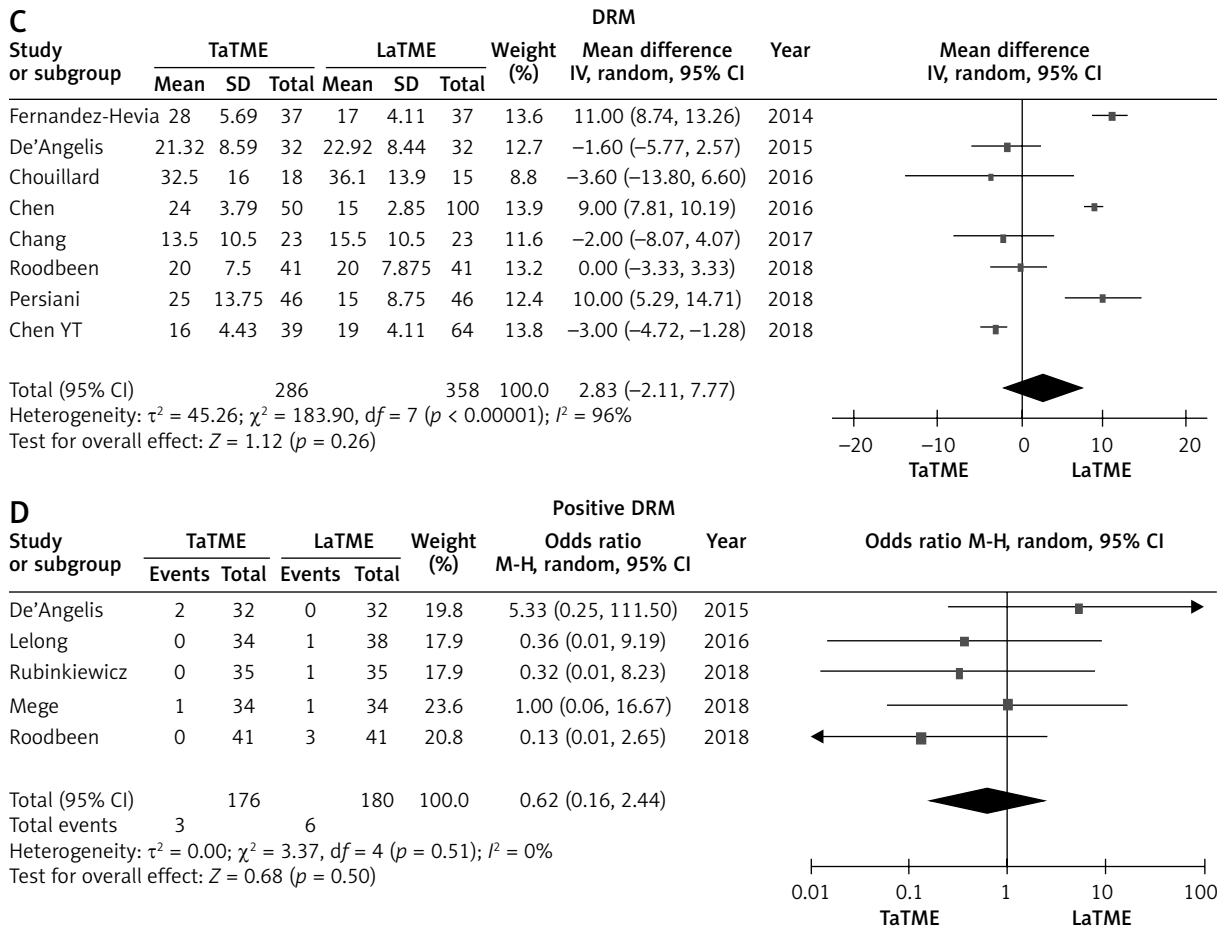 C DRM
Study or subgroup TaTME LaTME Weight (%) Mean difference IV, random, 95% CI Year Mean difference IV, random, 95% CI
Mean SD Total Mean SD Total
Fernandez-Hevia 28 5.69 37 17 4.11 37 13.6 11.00 (8.74, 13.26) 2014
De’Angelis 21.32 8.59 32 22.92 8.44 32 12.7 −1.60 (−5.77, 2.57) 2015
Chouillard 32.5 16 18 36.1 13.9 15 8.8 −3.60 (−13.80, 6.60) 2016
Chen 24 3.79 50 15 2.85 100 13.9 9.00 (7.81, 10.19) 2016
Chang 13.5 10.5 23 15.5 10.5 23 11.6 −2.00 (−8.07, 4.07) 2017
Roodbeen 20 7.5 41 20 7.875 41 13.2 0.00 (−3.33, 3.33) 2018
Persiani 25 13.75 46 15 8.75 46 12.4 10.00 (5.29, 14.71) 2018
Chen YT 16 4.43 39 19 4.11 64 13.8 −3.00 (−4.72, −1.28) 2018
Total (95% CI) 286 358 100.0 2.83 (−2.11, 7.77)
Heterogeneity: τ² = 45.26; χ² = 183.90, df = 7 (p < 0.00001); I² = 96%
Test for overall effect: Z = 1.12 (p = 0.26)
−20 −10 0 10 20
TaTME LaTME
D Positive DRM
Study or subgroup TaTME LaTME Weight (%) Odds ratio M-H, random, 95% CI Year Odds ratio M-H, random, 95% CI
Events Total Events Total
De’Angelis 2 32 0 32 19.8 5.33 (0.25, 111.50) 2015
Lelong 0 34 1 38 17.9 0.36 (0.01, 9.19) 2016
Rubinkiewicz 0 35 1 35 17.9 0.32 (0.01, 8.23) 2018
Mege 1 34 1 34 23.6 1.00 (0.06, 16.67) 2018
Roodbeen 0 41 3 41 20.8 0.13 (0.01, 2.65) 2018
Total (95% CI) 176 180 100.0 0.62 (0.16, 2.44)
Total events 3 6
Heterogeneity: τ² = 0.00; χ² = 3.37, df = 4 (p = 0.51); I² = 0%
Test for overall effect: Z = 0.68 (p = 0.50)
0.01 0.1 1 10 100
TaTME LaTME